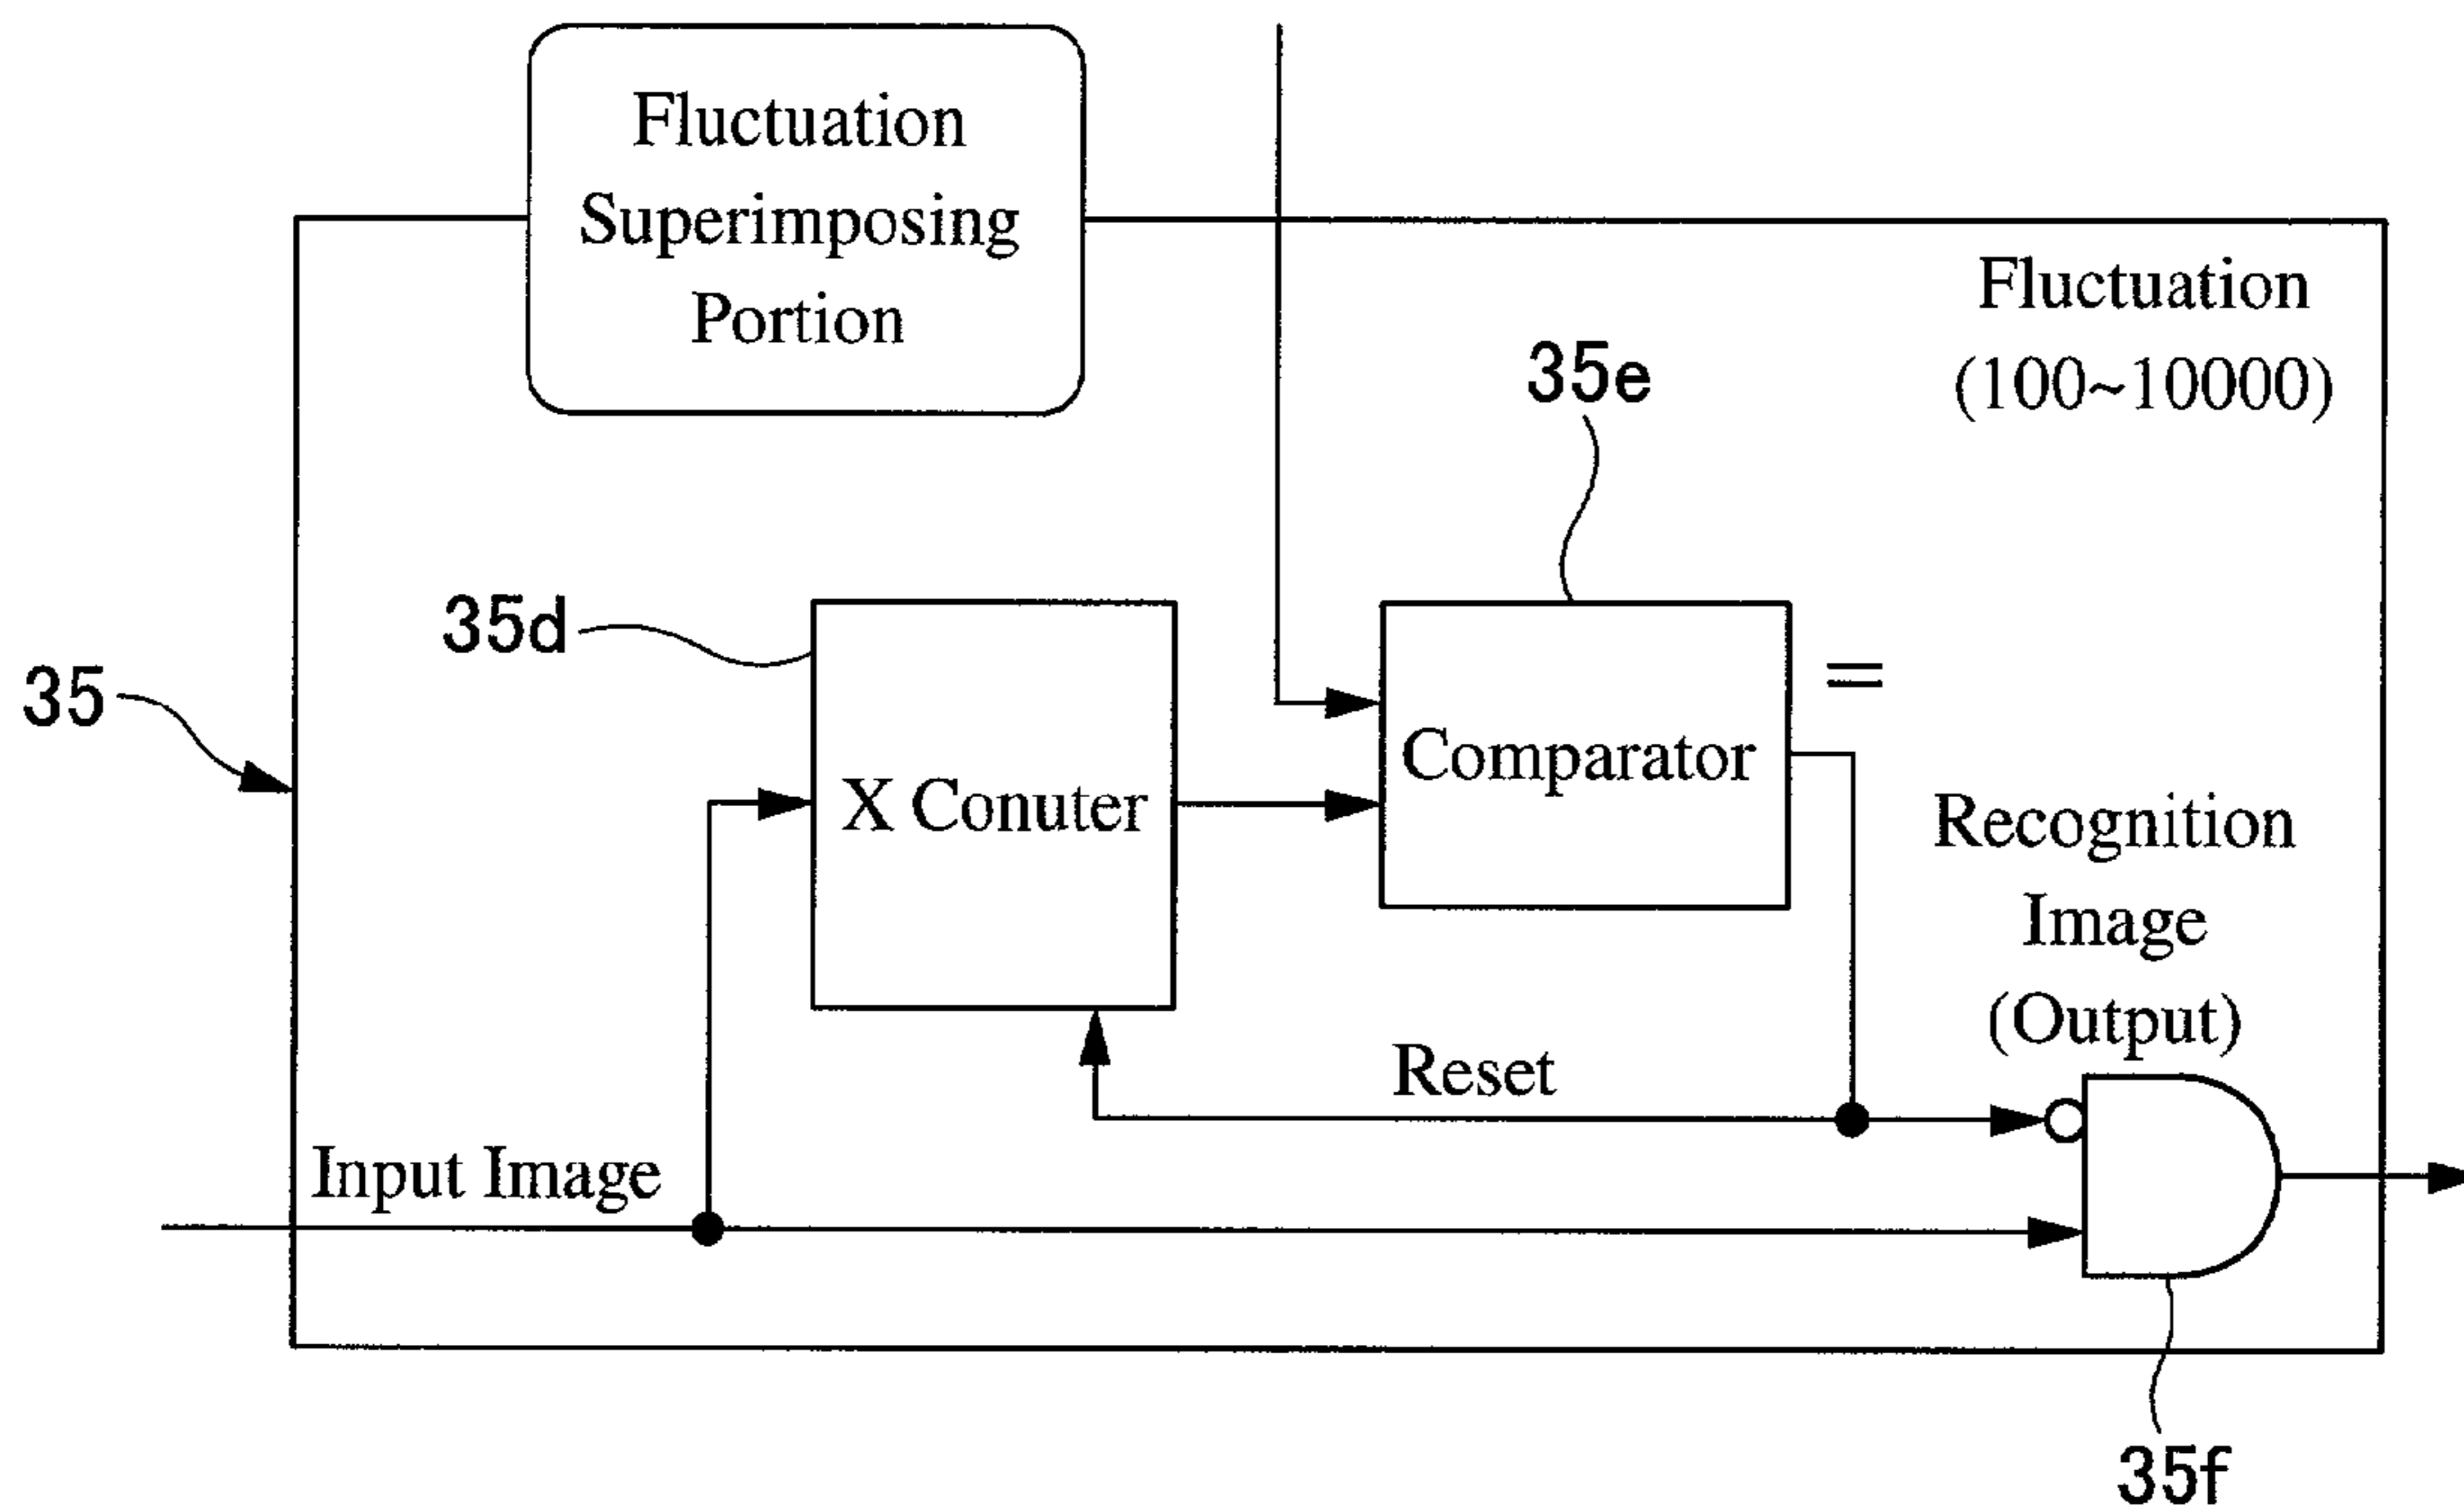 Fluctuation
Superimposing
Portion
Fluctuation
(100~10000)
35e
35d
35
X Conuter
Comparator
=
Recognition
Image
(Output)
Reset
Input Image
35f